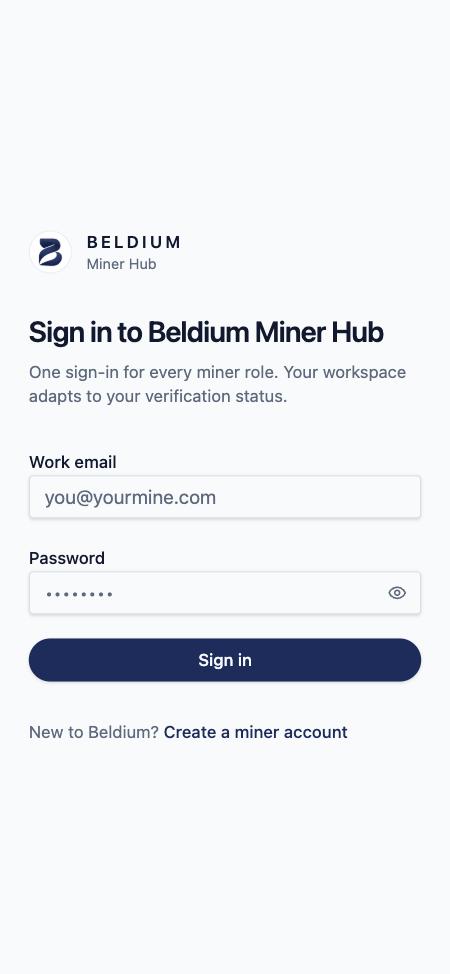 BELDIUM
Miner Hub
Sign in to Beldium Miner Hub
One sign-in for every miner role. Your workspace
adapts to your verification status.
Work email
you@yourmine.com
Password
••••••••
Sign in
New to Beldium? Create a miner account